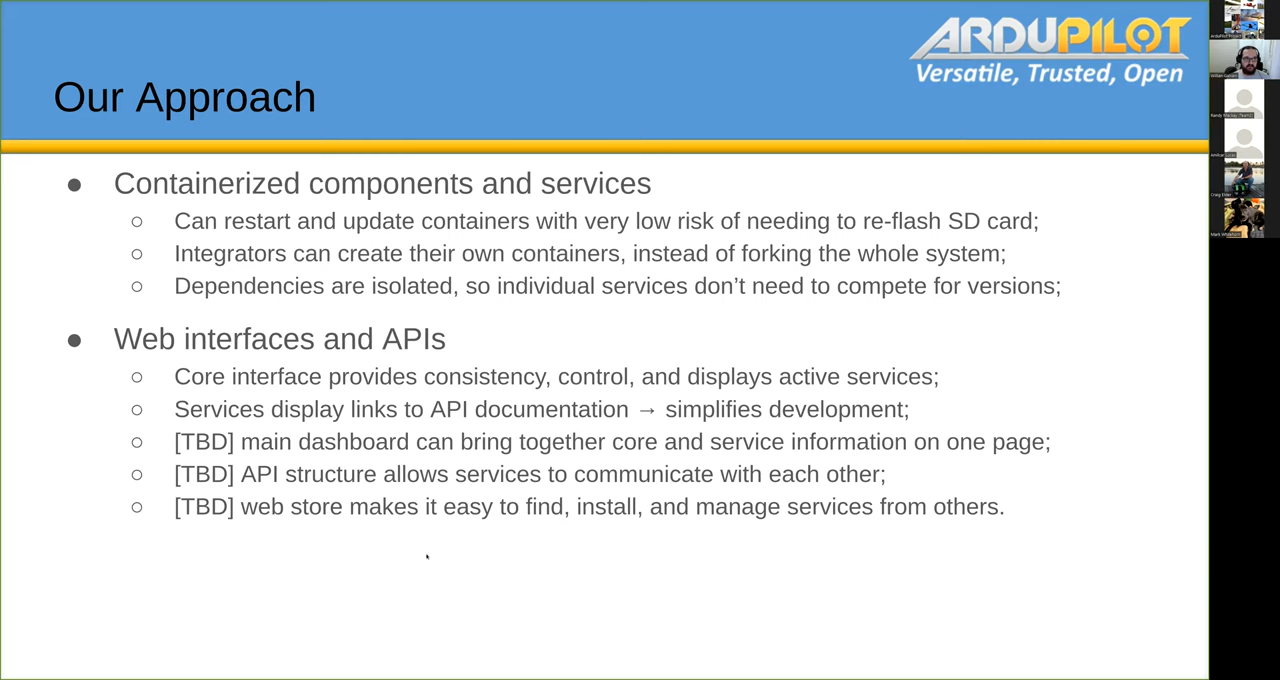 ARDUPILOT
Versatile, Trusted, Open
Our Approach
● Containerized components and services
○ Can restart and update containers with very low risk of needing to re-flash SD card;
○ Integrators can create their own containers, instead of forking the whole system;
○ Dependencies are isolated, so individual services don’t need to compete for versions;
● Web interfaces and APIs
○ Core interface provides consistency, control, and displays active services;
○ Services display links to API documentation → simplifies development;
○ [TBD] main dashboard can bring together core and service information on one page;
○ [TBD] API structure allows services to communicate with each other;
○ [TBD] web store makes it easy to find, install, and manage services from others.